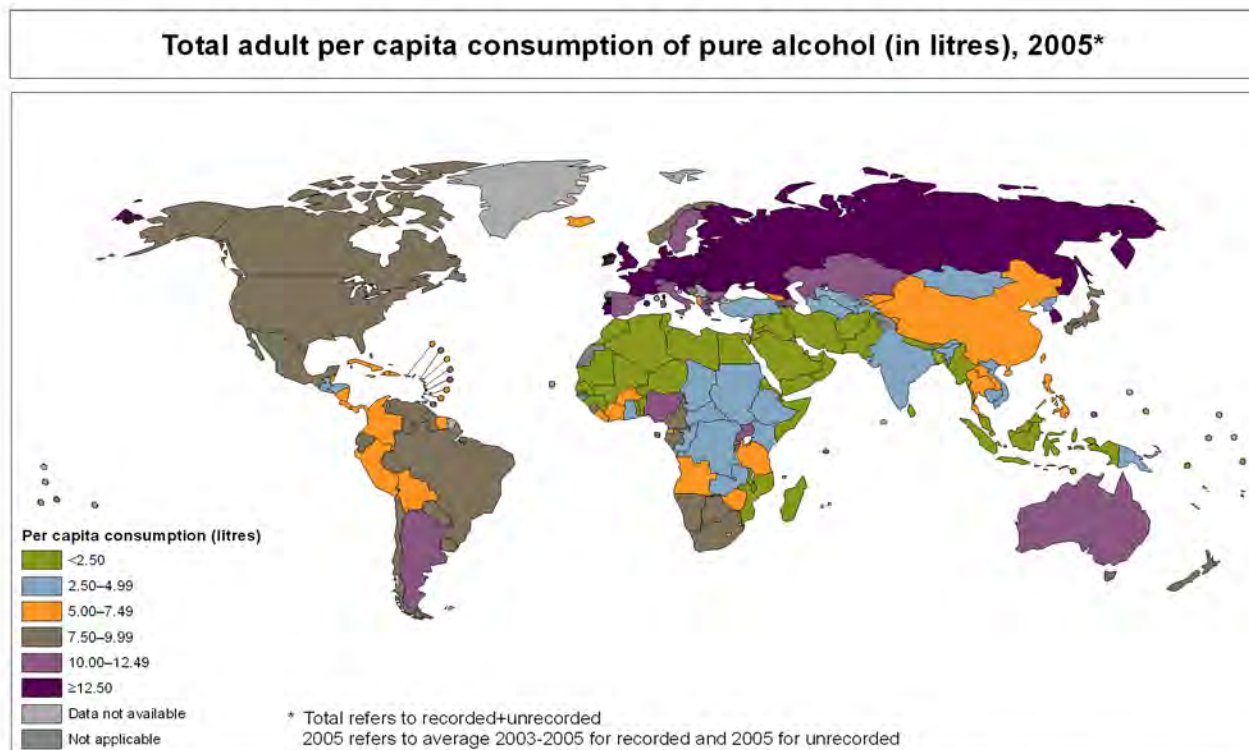 Total adult per capita consumption of pure alcohol (in litres), 2005*
Per capita consumption (litres)
<2.50
2.50–4.99
5.00–7.49
7.50–9.99
10.00–12.49
≥12.50
Data not available
Not applicable
* Total refers to recorded+unrecorded
2005 refers to average 2003-2005 for recorded and 2005 for unrecorded